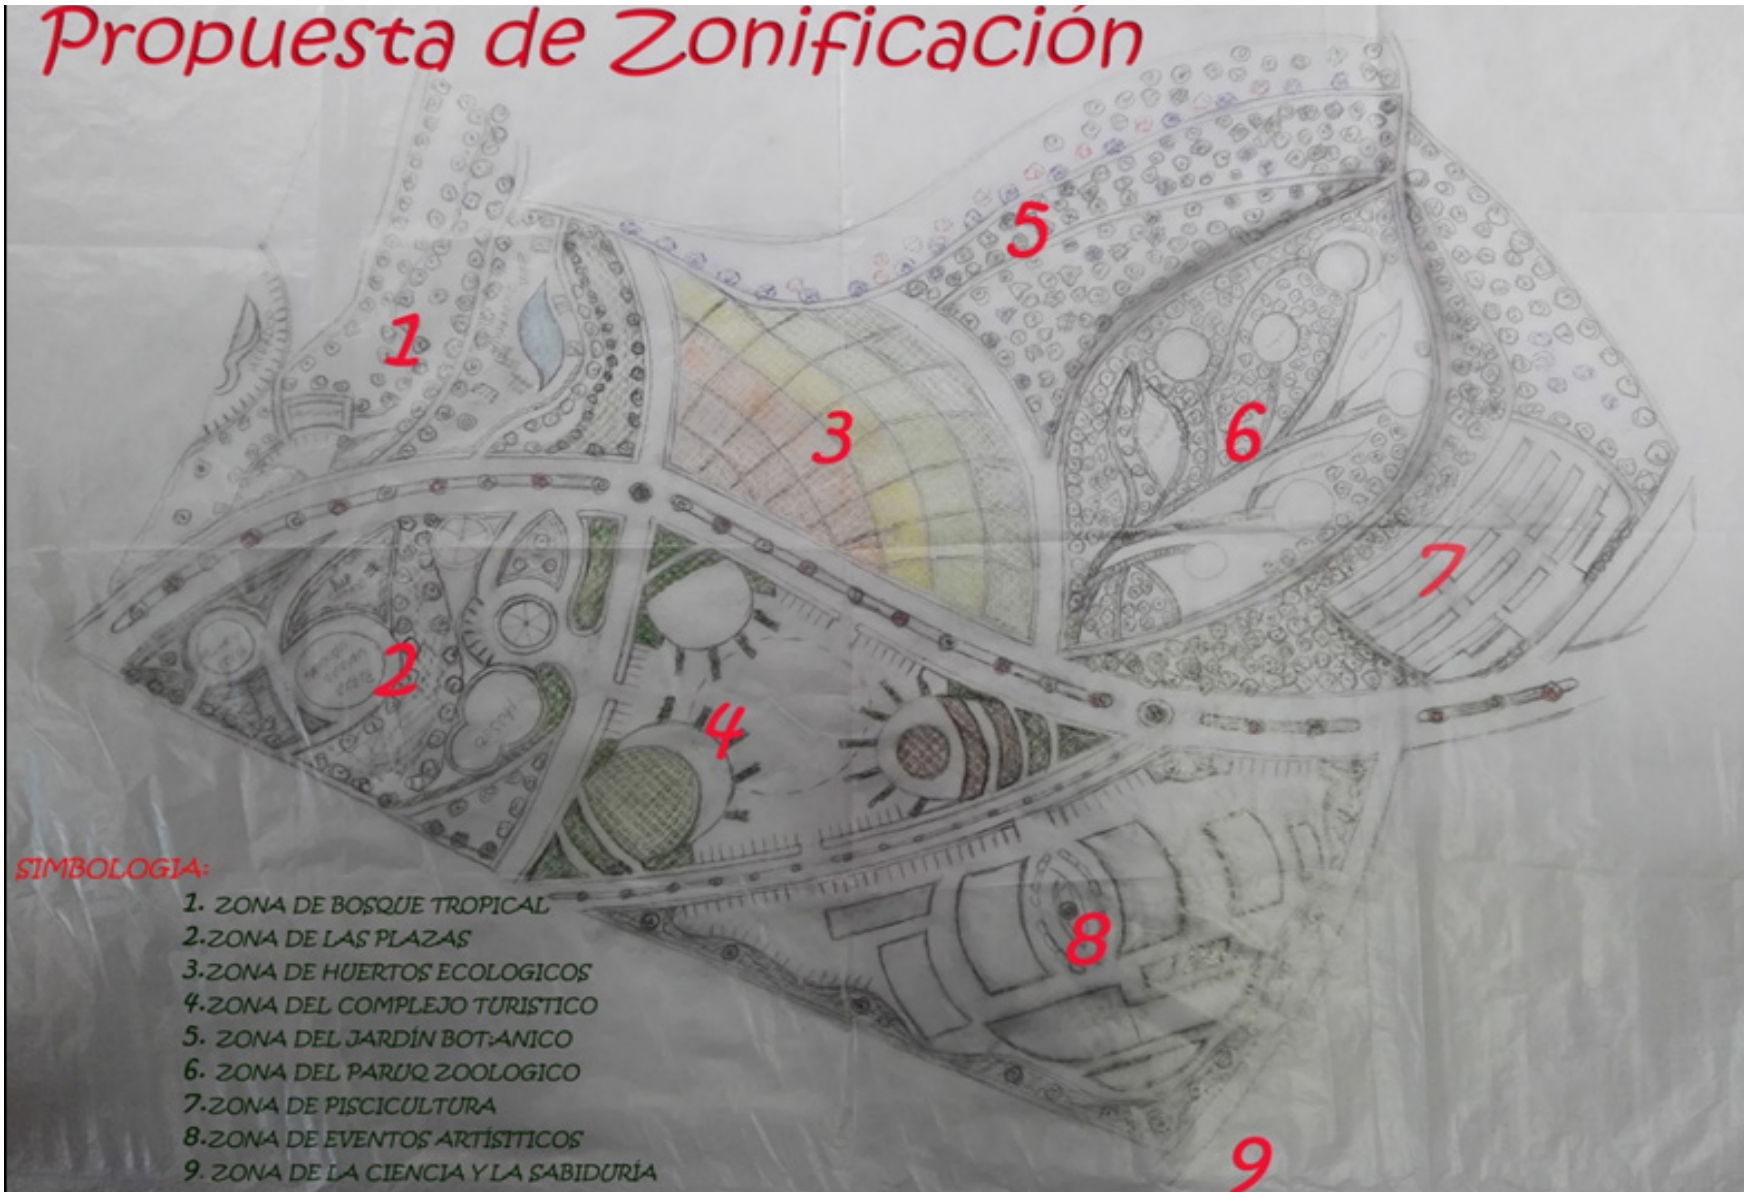 Propuesta de Zonificación
5
1
3
6
7
2
4
8
9
SIMBOLOGIA:
1. ZONA DE BOSQUE TROPICAL
2.ZONA DE LAS PLAZAS
3.ZONA DE HUERTOS ECOLOGICOS
4.ZONA DEL COMPLEJO TURISTICO
5. ZONA DEL JARDÍN BOT:ANICO
6. ZONA DEL PARUQ ZOOLOGICO
7.ZONA DE PISCICULTURA
8.ZONA DE EVENTOS ARTÍSITICOS
9. ZONA DE LA CIENCIA Y LA SABIDURÍA